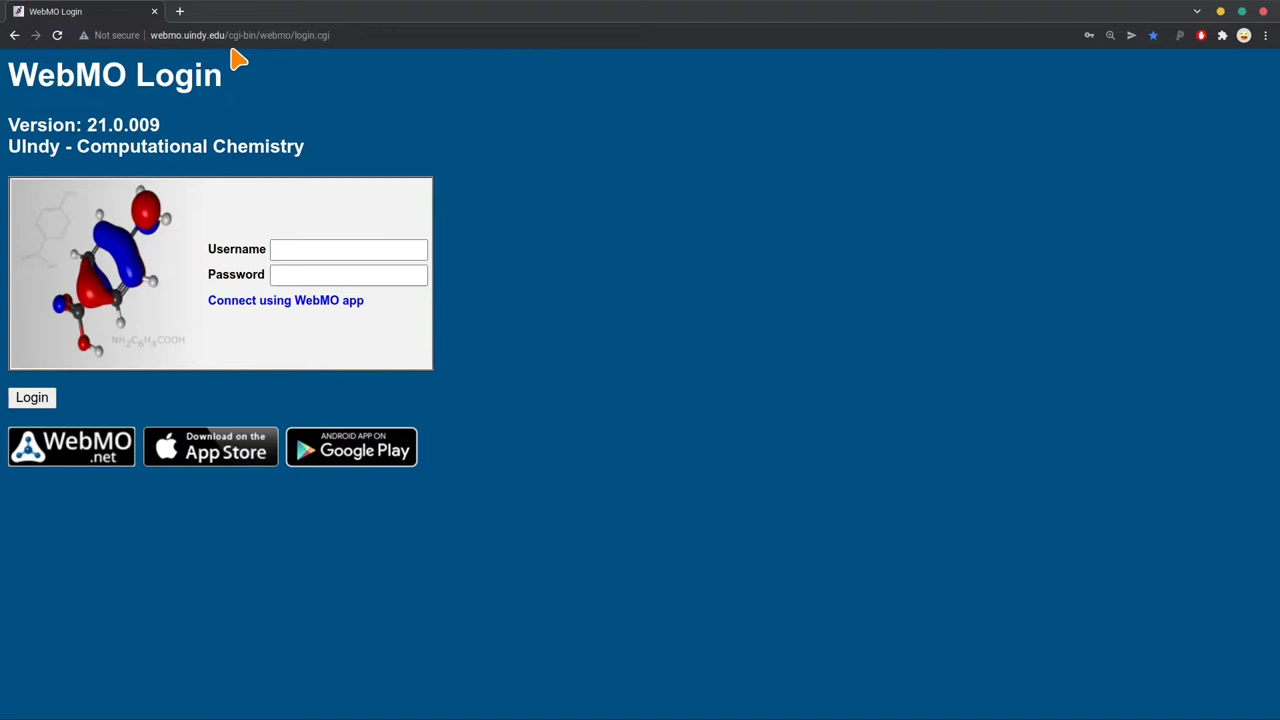 WebMO Login
Not secure
webmo.uindy.edu/cgi-bin/webmo/login.cgi
WebMO Login
Version: 21.0.009
UIndy - Computational Chemistry
Username
Password
Connect using WebMO app
NH2C6H4COOH
Login
WebMO
.net
Download on the
App Store
ANDROID APP ON
Google Play